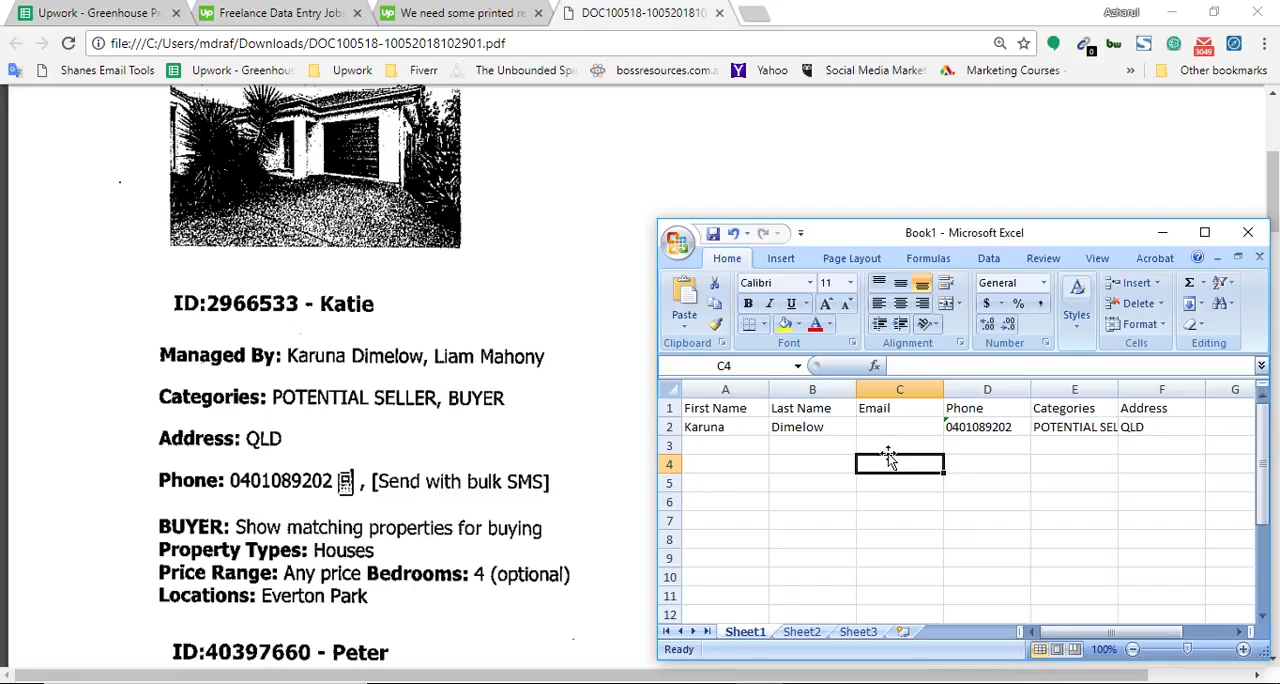 Upwork - Greenhouse Pr
Freelance Data Entry Jobs
We need some printed re
DOC100518-1005201810
Azharul
file:///C:/Users/mdraf/Downloads/DOC100518-10052018102901.pdf
0
bw
3049
Shanes Email Tools
Upwork - Greenhous
Upwork
Fiverr
The Unbounded Spi
bossresources.com.a
Yahoo
Social Media Market
Marketing Courses -
»
Other bookmarks
ID:2966533 - Katie
Managed By: Karuna Dimelow, Liam Mahony
Categories: POTENTIAL SELLER, BUYER
Address: QLD
Phone: 0401089202 , [Send with bulk SMS]
BUYER: Show matching properties for buying
Property Types: Houses
Price Range: Any price Bedrooms: 4 (optional)
Locations: Everton Park
ID:40397660 - Peter
Book1 - Microsoft Excel
Home Insert Page Layout Formulas Data Review View Acrobat
Paste
Calibri 11
B I U A A
A
General
$ % ,
Styles
Insert
Delete
Format
Σ
Clipboard Font Alignment Number Cells Editing
C4 fx
A B C D E F G
1 First Name Last Name Email Phone Categories Address
2 Karuna Dimelow 0401089202 POTENTIAL SEL QLD
3
4
5
6
7
8
9
10
11
12
Sheet1 Sheet2 Sheet3
Ready 100%